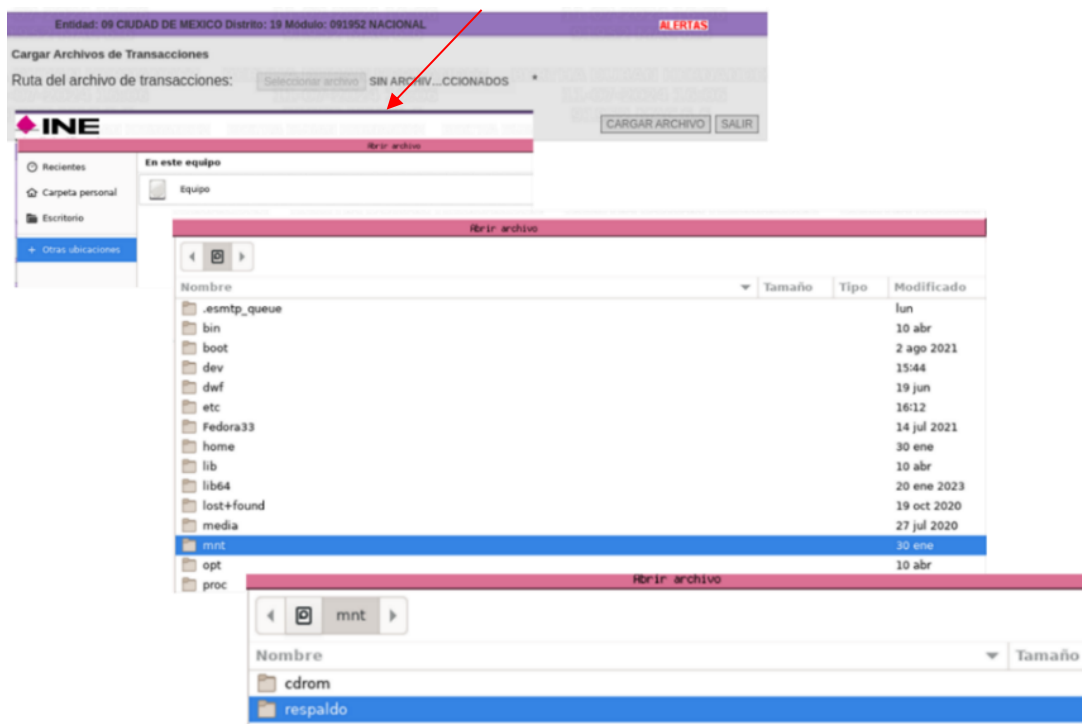 Entidad: 09 CIUDAD DE MEXICO Distrito: 19 Módulo: 091952 NACIONAL ALERTAS
Cargar Archivos de Transacciones
Ruta del archivo de transacciones: Seleccionar archivo SIN ARCHIV...CCIONADOS *
CARGAR ARCHIVO SALIR
INE
Abrir archivo
Recientes
Carpeta personal
Escritorio
+ Otras ubicaciones
En este equipo
Equipo
Abrir archivo
Nombre Tamaño Tipo Modificado
.esmtp_queue lun
bin 10 abr
boot 2 ago 2021
dev 15:44
dwf 19 jun
etc 16:12
Fedora33 14 jul 2021
home 30 ene
lib 10 abr
lib64 20 ene 2023
lost+found 19 oct 2020
media 27 jul 2020
mnt 30 ene
opt 10 abr
proc
Abrir archivo
mnt
Nombre Tamaño
cdrom
respaldo